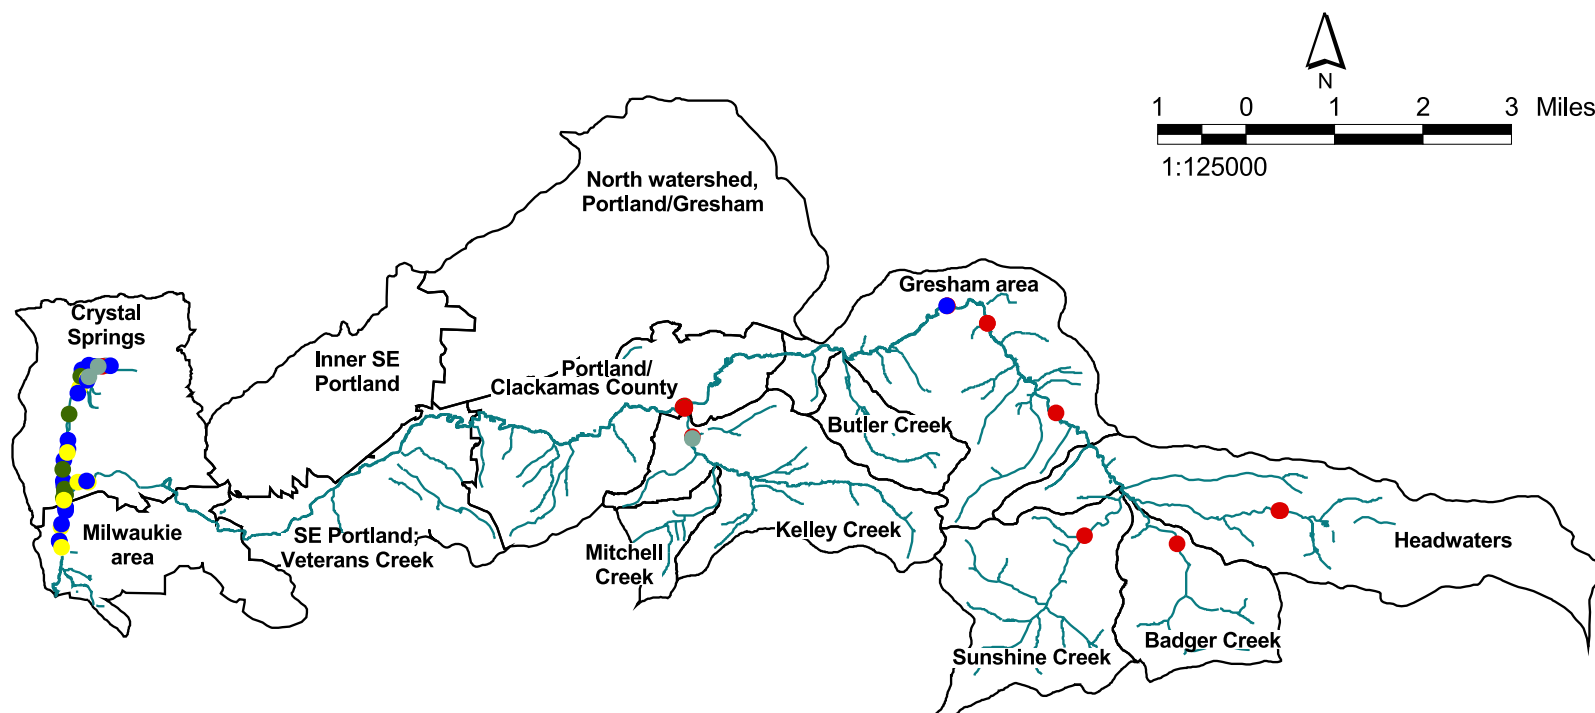 N
1 0 1 2 3 Miles
1:125000
North watershed,
Portland/Gresham
Gresham area
Crystal
Springs
Inner SE
Portland
Portland/
Clackamas County
Butler Creek
Milwaukie
area
SE Portland;
Veterans Creek
Mitchell
Creek
Kelley Creek
Headwaters
Sunshine Creek
Badger Creek